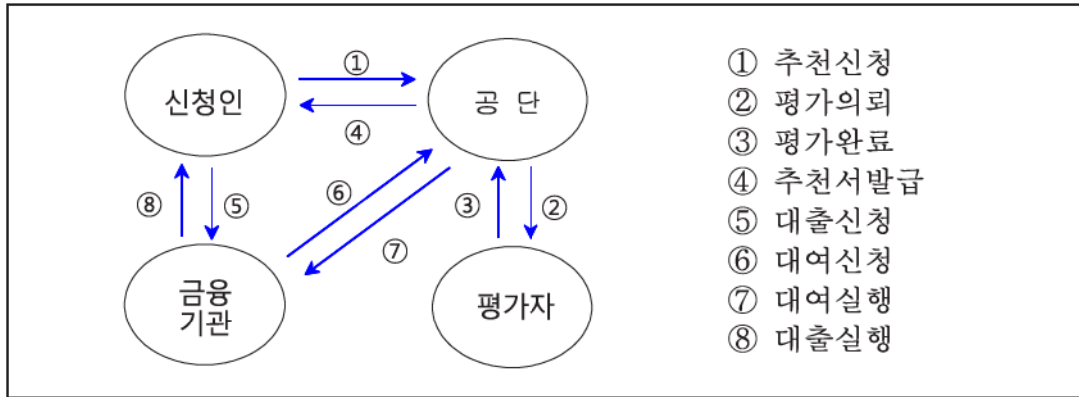 신청인
①
공 단
④
⑧
⑤
⑥
⑦
③
②
금융
기관
평가자
① 추천신청
② 평가의뢰
③ 평가완료
④ 추천서발급
⑤ 대출신청
⑥ 대여신청
⑦ 대여실행
⑧ 대출실행